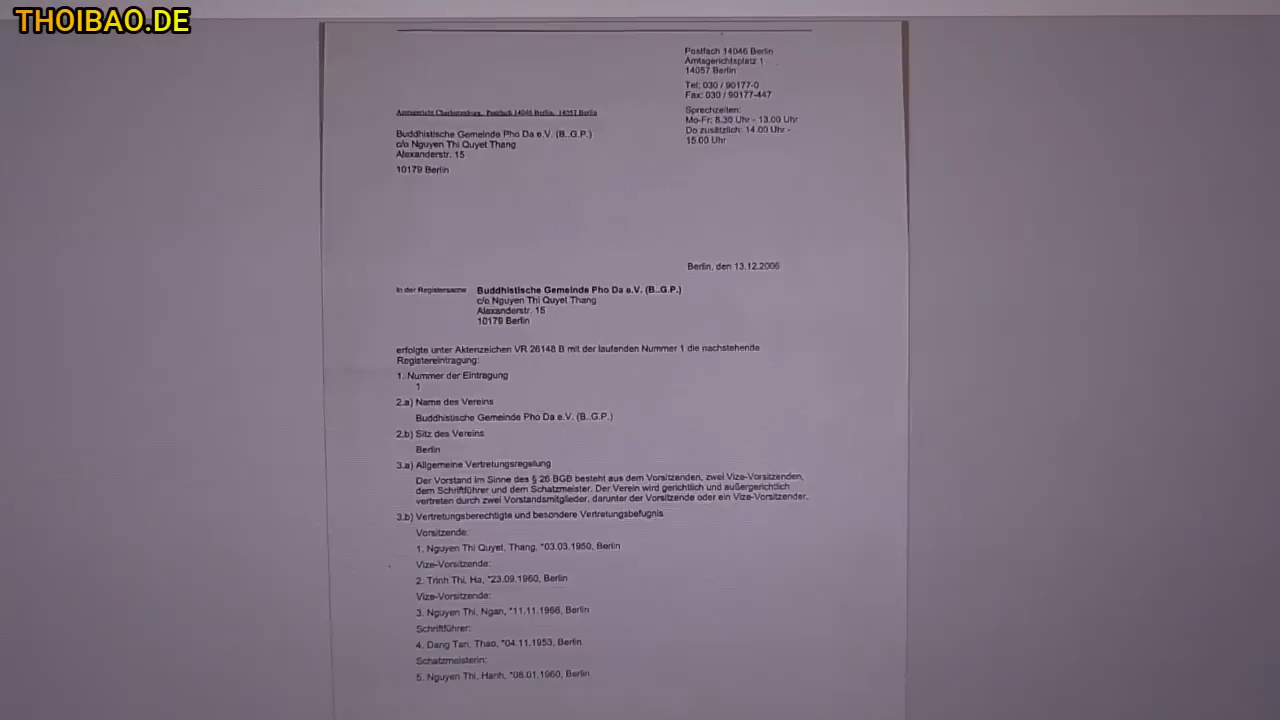 THOIBAO.DE
Postfach 14046 Berlin
Amtsgerichtsplatz 1
14057 Berlin
Tel: 030 / 90177-0
Fax: 030 / 90177-447
Sprechzeiten:
Mo-Fr: 8.30 Uhr - 13.00 Uhr
Do zusätzlich: 14.00 Uhr -
15.00 Uhr
Amtsgericht Charlottenburg, Postfach 14046 Berlin, 14057 Berlin
Buddhistische Gemeinde Pho Da e.V. (B..G.P.)
c/o Nguyen Thi Quyet Thang
Alexanderstr. 15
10179 Berlin
Berlin, den 13.12.2006
In der Registersache Buddhistische Gemeinde Pho Da e.V. (B..G.P.)
c/o Nguyen Thi Quyet Thang
Alexanderstr. 15
10179 Berlin
erfolgte unter Aktenzeichen VR 26148 B mit der laufenden Nummer 1 die nachstehende
Registereintragung:
1. Nummer der Eintragung
1
2.a) Name des Vereins
Buddhistische Gemeinde Pho Da e.V. (B..G.P.)
2.b) Sitz des Vereins
Berlin
3.a) Allgemeine Vertretungsregelung
Der Vorstand im Sinne des § 26 BGB besteht aus dem Vorsitzenden, zwei Vize-Vorsitzenden,
dem Schriftführer und dem Schatzmeister. Der Verein wird gerichtlich und außergerichtlich
vertreten durch zwei Vorstandsmitglieder, darunter der Vorsitzende oder ein Vize-Vorsitzender.
3.b) Vertretungsberechtigte und besondere Vertretungsbefugnis
Vorsitzende:
1. Nguyen Thi Quyet, Thang, *03.03.1950, Berlin
Vize-Vorsitzende:
2. Trinh Thi, Ha, *23.09.1960, Berlin
Vize-Vorsitzende:
3. Nguyen Thi, Ngan, *11.11.1966, Berlin
Schriftführer:
4. Dang Tan, Thao, *04.11.1953, Berlin
Schatzmeisterin:
5. Nguyen Thi, Hanh, *08.01.1960, Berlin